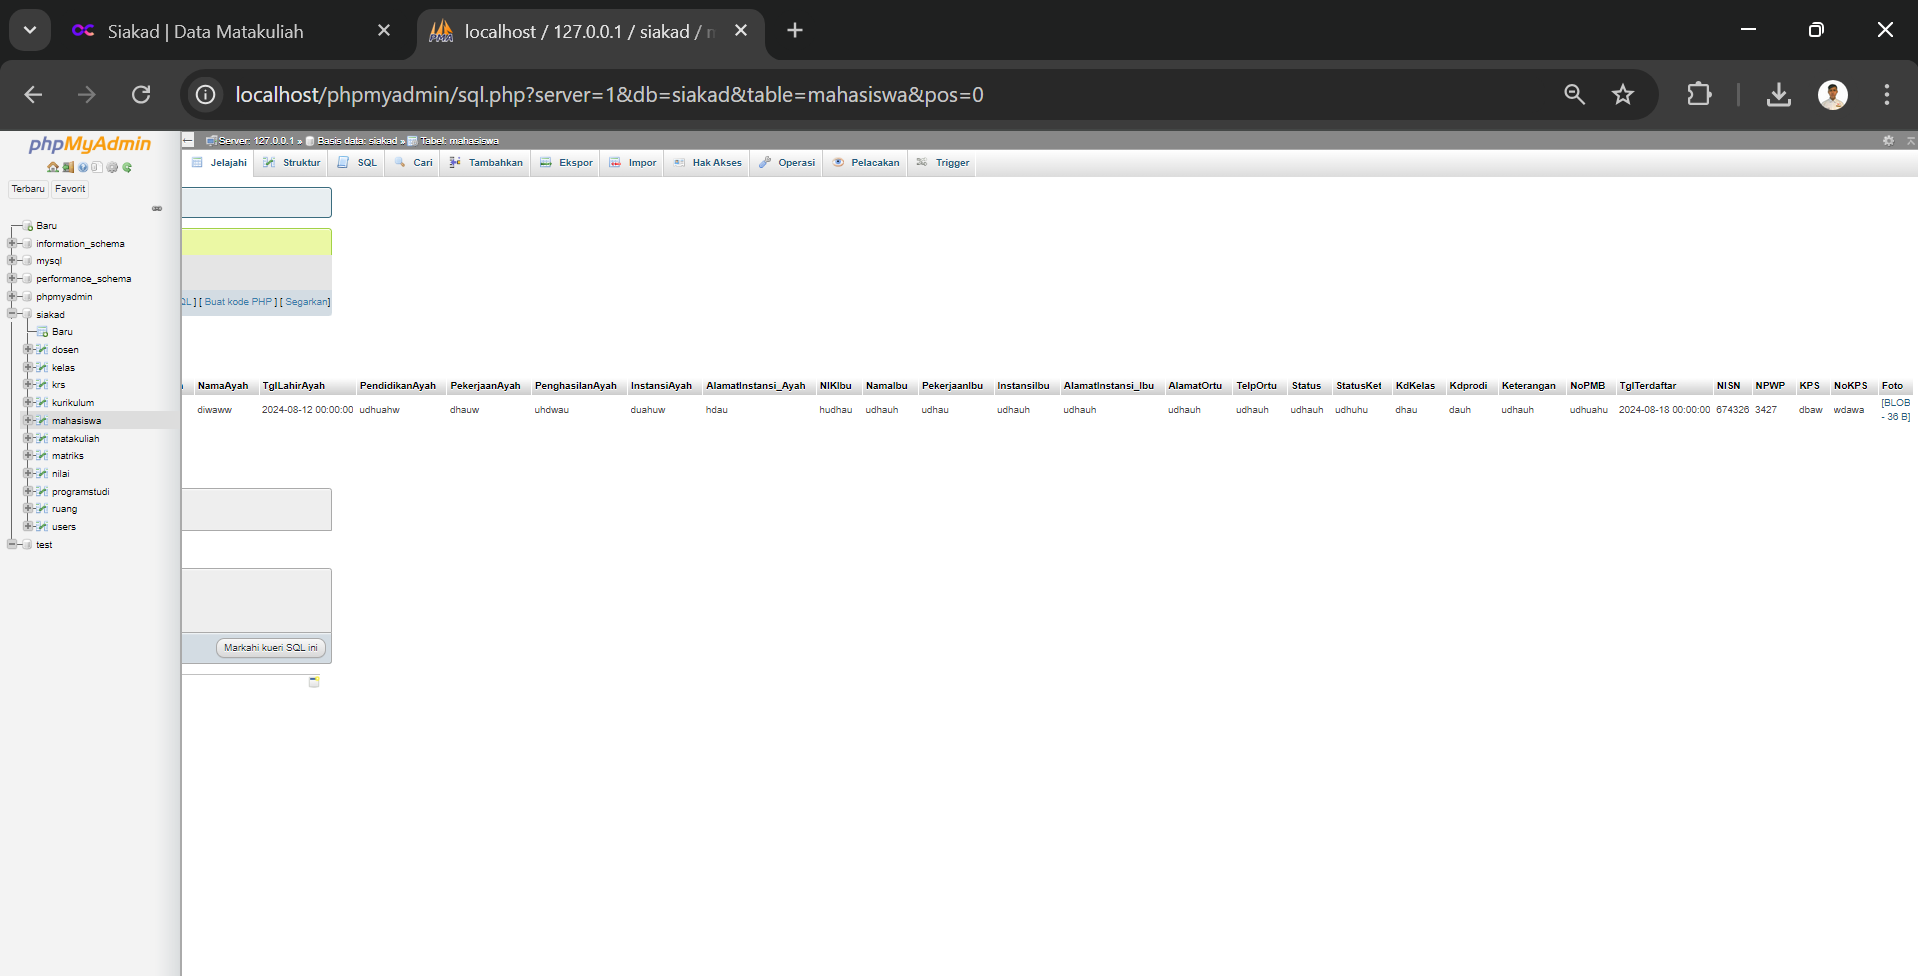 Siakad | Data Matakuliah
localhost / 127.0.0.1 / siakad /
localhost/phpmyadmin/sql.php?server=1&db=siakad&table=mahasiswa&pos=0
phpMyAdmin
Terbaru Favorit
Baru
information_schema
mysql
performance_schema
phpmyadmin
siakad
Baru
dosen
kelas
krs
kurikulum
mahasiswa
matakuliah
matriks
nilai
programstudi
ruang
users
test
Server: 127.0.0.1 » Basis data: siakad » Tabel: mahasiswa
Jelajahi Struktur SQL Cari Tambahkan Ekspor Impor Hak Akses Operasi Pelacakan Trigger
] [ Buat kode PHP ] [ Segarkan]
NamaAyah TglLahirAyah PendidikanAyah PekerjaanAyah PenghasilanAyah InstansiAyah AlamatInstansi_Ayah NIKIbu NamaIbu PekerjaanIbu InstansiIbu AlamatInstansi_Ibu AlamatOrtu TelpOrtu Status StatusKet KdKelas Kdprodi Keterangan NoPMB TglTerdaftar NISN NPWP KPS NoKPS Foto
diwaww 2024-08-12 00:00:00 udhuahw dhauw uhdwau duahuw hdau hudhau udhauh udhau udhauh udhauh udhauh udhauh udhauh udhuhu dhau dauh udhauh udhuahu 2024-08-18 00:00:00 674326 3427 dbaw wdawa [BLOB
- 36 B]
Markahi kueri SQL ini